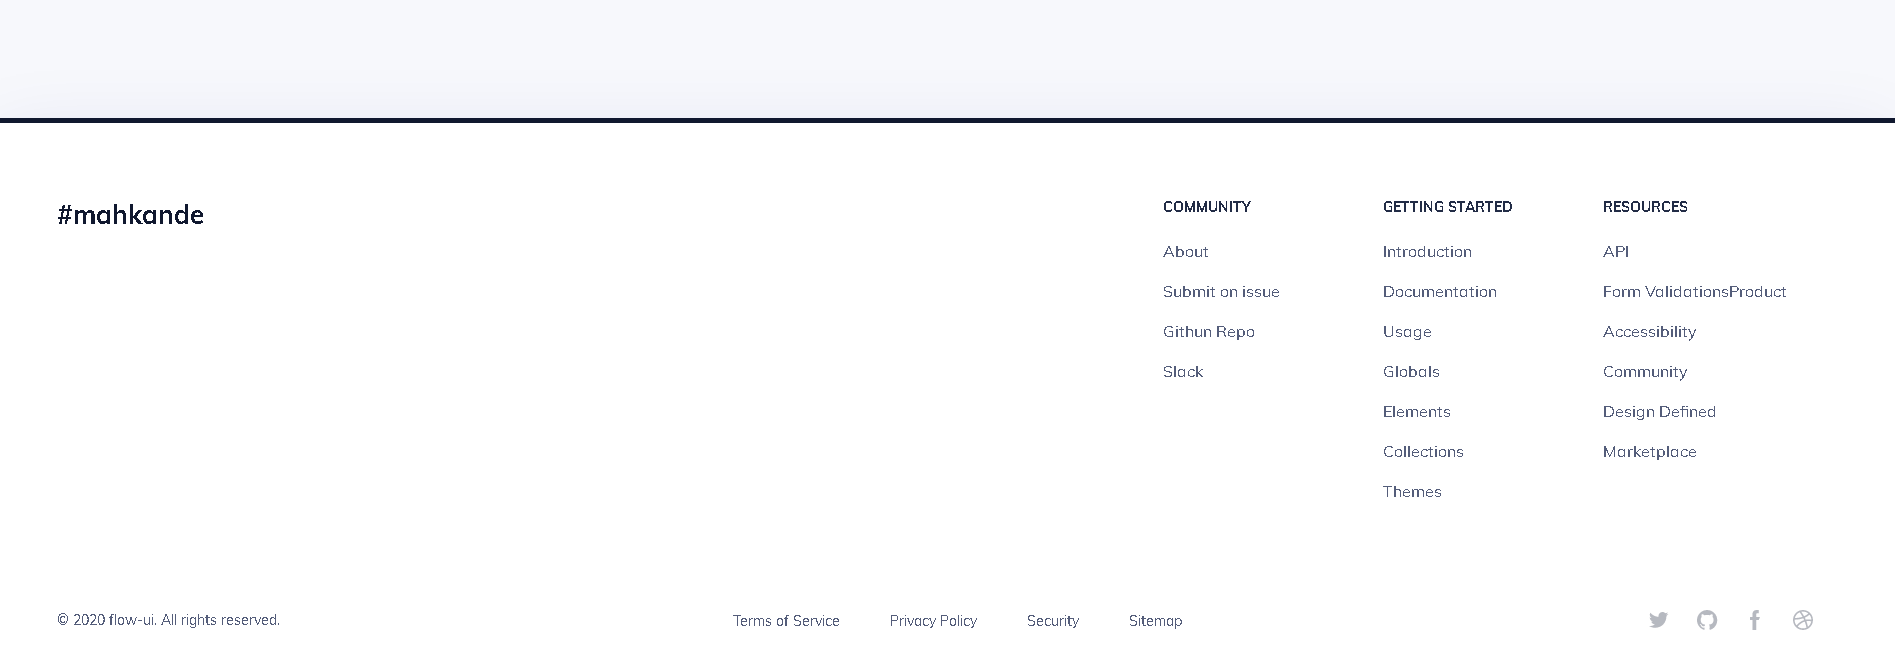 #mahkande
COMMUNITY
About
Submit on issue
Githun Repo
Slack
GETTING STARTED
Introduction
Documentation
Usage
Globals
Elements
Collections
Themes
RESOURCES
API
Form ValidationsProduct
Accessibility
Community
Design Defined
Marketplace
© 2020 flow-ui. All rights reserved.
Terms of Service
Privacy Policy
Security
Sitemap